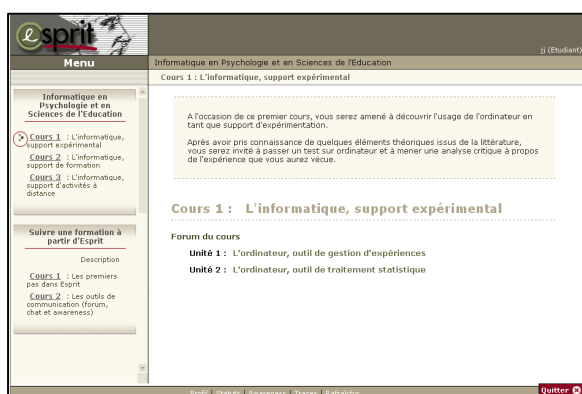 esprit
jj (Etudiant)
Menu
Informatique en Psychologie et en Sciences de l'Education
Cours 1 : L'informatique, support expérimental
Informatique en
Psychologie et en
Sciences de l'Education
Cours 1 : L'informatique,
support expérimental
Cours 2 : L'informatique,
support de formation
Cours 3 : L'informatique,
support d'activités à
distance
Suivre une formation à
partir d'Esprit
Description
Cours 1 : Les premiers
pas dans Esprit
Cours 2 : Les outils de
communication (forum,
chat et awareness)
A l'occasion de ce premier cours, vous serez amené à découvrir l'usage de l'ordinateur en
tant que support d'expérimentation.
Après avoir pris connaissance de quelques éléments théoriques issus de la littérature,
vous serez invité à passer un test sur ordinateur et à mener une analyse critique à propos
de l'expérience que vous aurez vécue.
Cours 1 : L'informatique, support expérimental
Forum du cours
Unité 1 : L'ordinateur, outil de gestion d'expériences
Unité 2 : L'ordinateur, outil de traitement statistique
Profil | Statuts | Awareness | Traces | Rafraîchir
Quitter